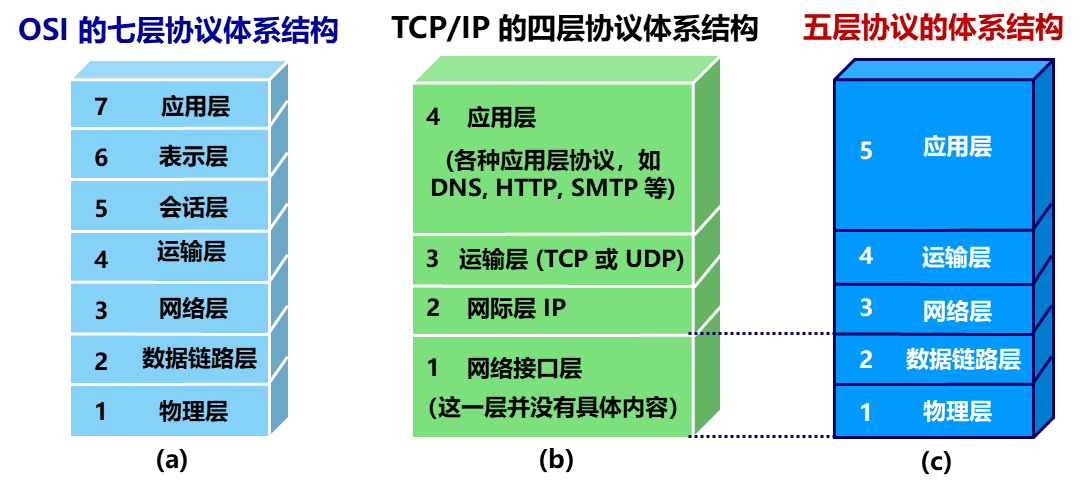 OSI 的七层协议体系结构
7 应用层
6 表示层
5 会话层
4 运输层
3 网络层
2 数据链路层
1 物理层
(a)
TCP/IP 的四层协议体系结构
4 应用层
(各种应用层协议，如
DNS, HTTP, SMTP 等)
3 运输层 (TCP 或 UDP)
2 网际层 IP
1 网络接口层
(这一层并没有具体内容)
(b)
五层协议的体系结构
5 应用层
4 运输层
3 网络层
2 数据链路层
1 物理层
(c)